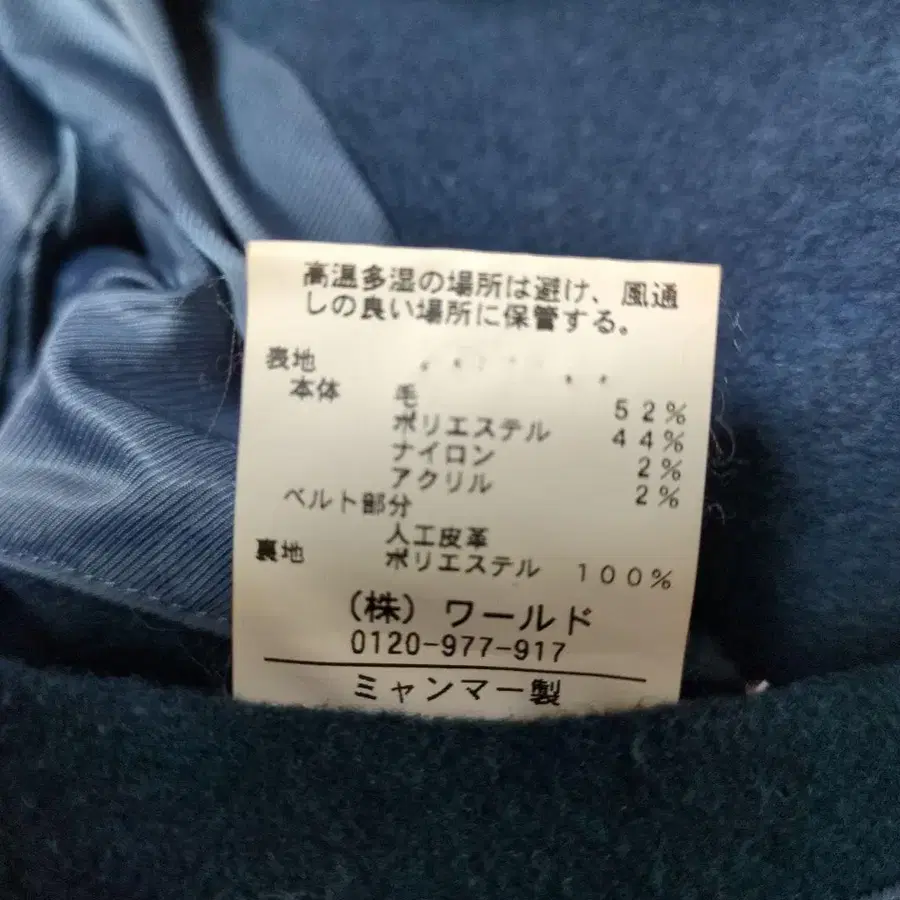 高温多湿の場所は避け、風通
しの良い場所に保管する。
表地
本体 毛 52%
ポリエステル 44%
ナイロン 2%
アクリル 2%
ベルト部分
人工皮革
裏地 ポリエステル 100%
(株) ワールド
0120-977-917
ミャンマー製